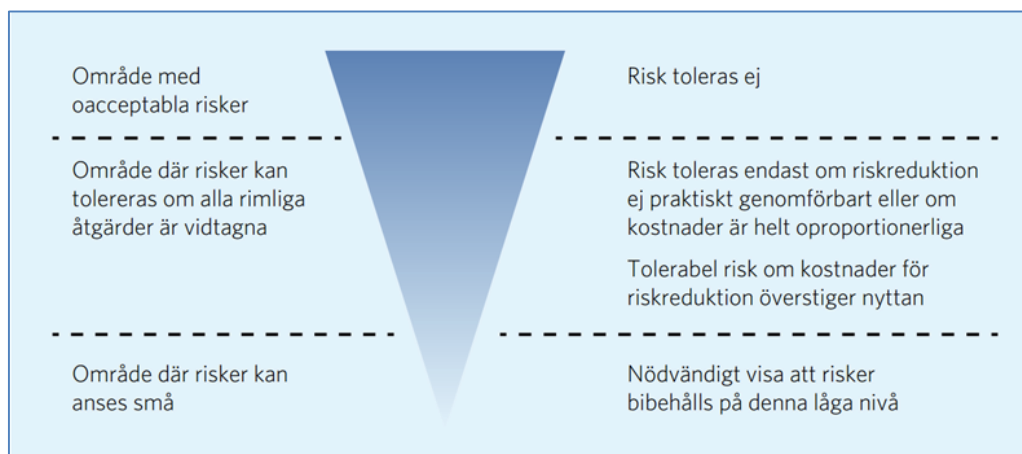 Område med
oacceptabla risker
Risk toleras ej
Område där risker kan
tolereras om alla rimliga
åtgärder är vidtagna
Risk toleras endast om riskreduktion
ej praktiskt genomförbart eller om
kostnader är helt oproportionerliga
Tolerabel risk om kostnader för
riskreduktion överstiger nyttan
Område där risker kan
anses små
Nödvändigt visa att risker
bibehålls på denna låga nivå